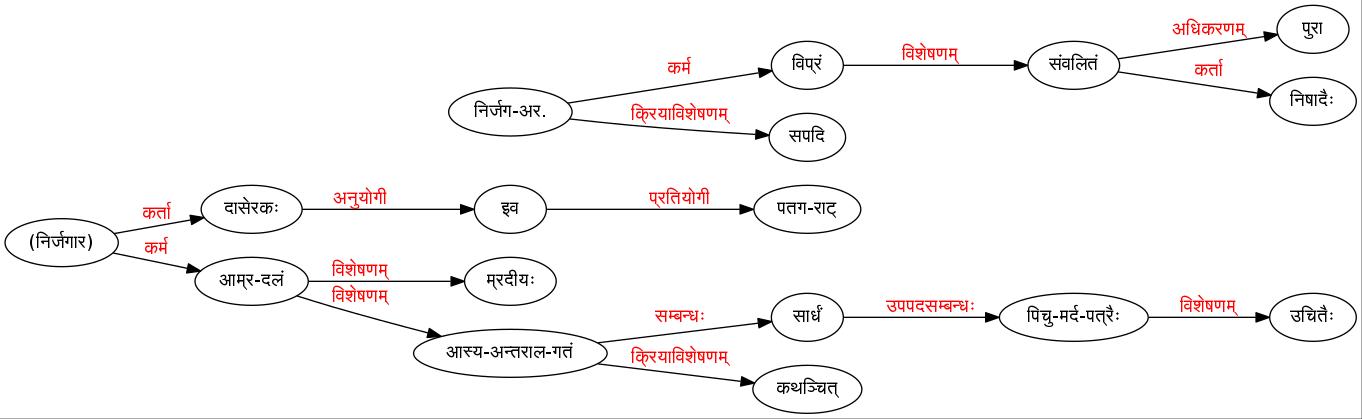 पुरा
अधिकरणम्
कर्म विप्रं विशेषणम् संवलितं कर्ता
निर्जग-अर. क्रियाविशेषणम् निषादैः
सपदि
कर्ता दासेरकः अनुयोगी इव प्रतियोगी पतग-राट्
(निर्जगार) कर्म
आम्र-दलं विशेषणम् म्रदीयः
विशेषणम्
सम्बन्धः सार्धं उपपदसम्बन्धः पिचु-मर्द-पत्रैः विशेषणम् उचितैः
आस्य-अन्तराल-गतं क्रियाविशेषणम्
कथञ्चित्